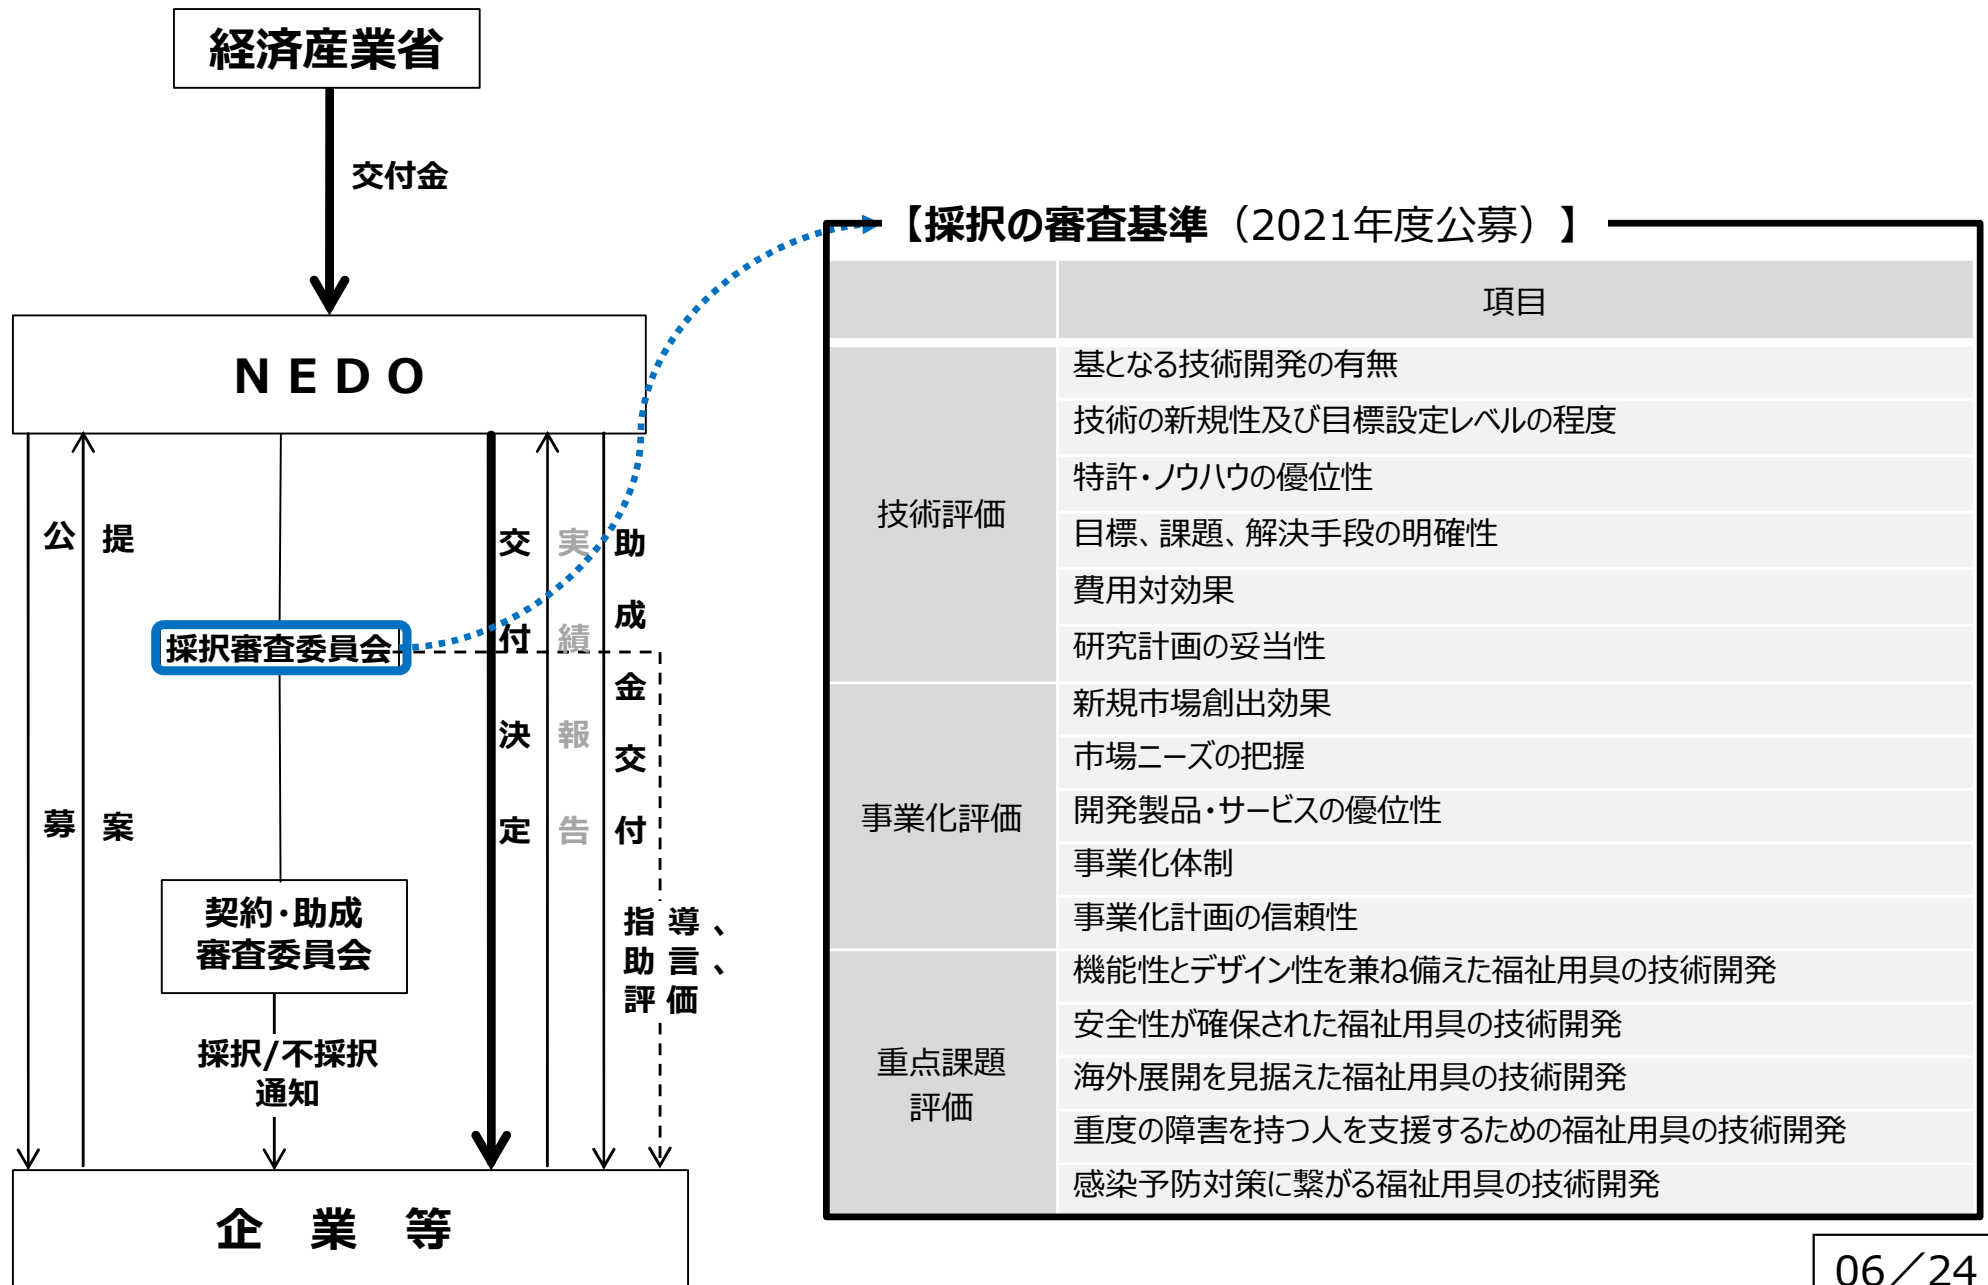 経済産業省
交付金
NEDO
公募
提案
採択審査委員会
契約・助成
審査委員会
採択/不採択
通知
交付決定
実績報告
助成金交付
指導、
助言、
評価
企業等
【採択の審査基準（2021年度公募）】
項目
技術評価
基となる技術開発の有無
技術の新規性及び目標設定レベルの程度
特許・ノウハウの優位性
目標、課題、解決手段の明確性
費用対効果
研究計画の妥当性
事業化評価
新規市場創出効果
市場ニーズの把握
開発製品・サービスの優位性
事業化体制
事業化計画の信頼性
重点課題
評価
機能性とデザイン性を兼ね備えた福祉用具の技術開発
安全性が確保された福祉用具の技術開発
海外展開を見据えた福祉用具の技術開発
重度の障害を持つ人を支援するための福祉用具の技術開発
感染予防対策に繋がる福祉用具の技術開発
06／24